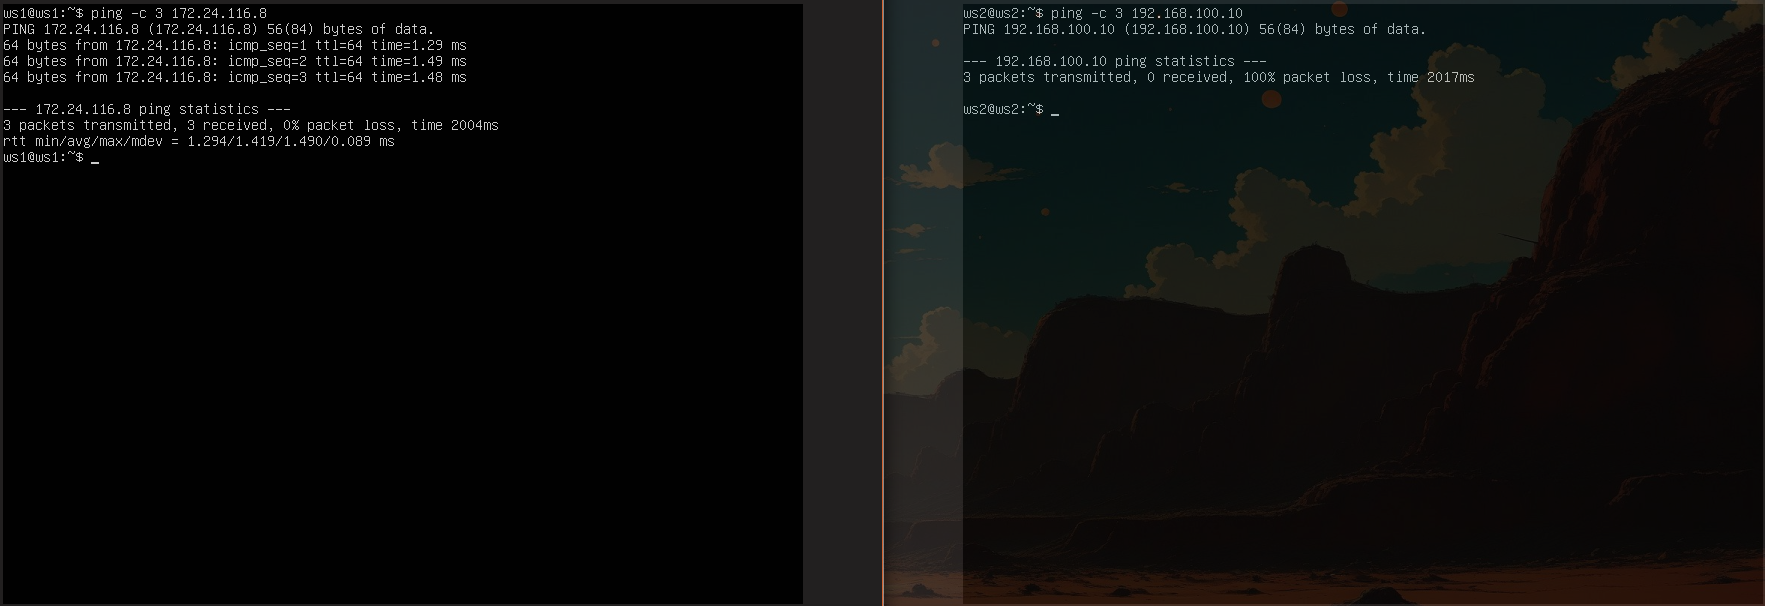 ws1@ws1:~$ ping -c 3 172.24.116.8
PING 172.24.116.8 (172.24.116.8) 56(84) bytes of data.
64 bytes from 172.24.116.8: icmp_seq=1 ttl=64 time=1.29 ms
64 bytes from 172.24.116.8: icmp_seq=2 ttl=64 time=1.49 ms
64 bytes from 172.24.116.8: icmp_seq=3 ttl=64 time=1.48 ms
--- 172.24.116.8 ping statistics ---
3 packets transmitted, 3 received, 0% packet loss, time 2004ms
rtt min/avg/max/mdev = 1.294/1.419/1.490/0.089 ms
ws1@ws1:~$ _
ws2@ws2:~$ ping -c 3 192.168.100.10
PING 192.168.100.10 (192.168.100.10) 56(84) bytes of data.
--- 192.168.100.10 ping statistics ---
3 packets transmitted, 0 received, 100% packet loss, time 2017ms
ws2@ws2:~$ _